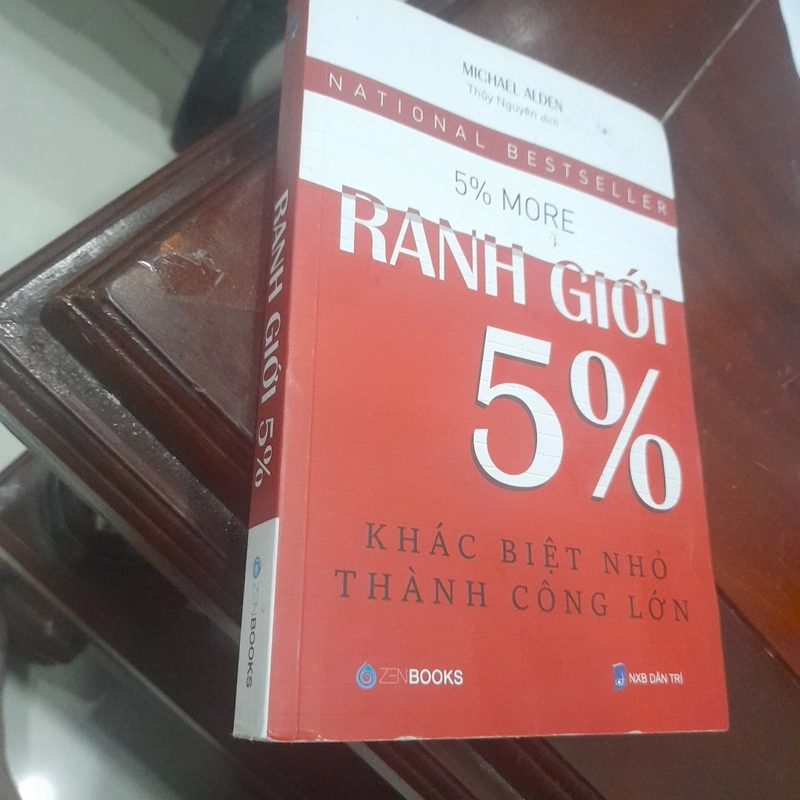 MICHAEL ALDEN
Thủy Nguyên dịch
NATIONAL BESTSELLER
5% MORE
RANH GIỚI
5%
KHÁC BIỆT NHỎ
THÀNH CÔNG LỚN
ZENBOOKS
NXB DÂN TRÍ
RANH GIỚI 5%
ZENBOOKS